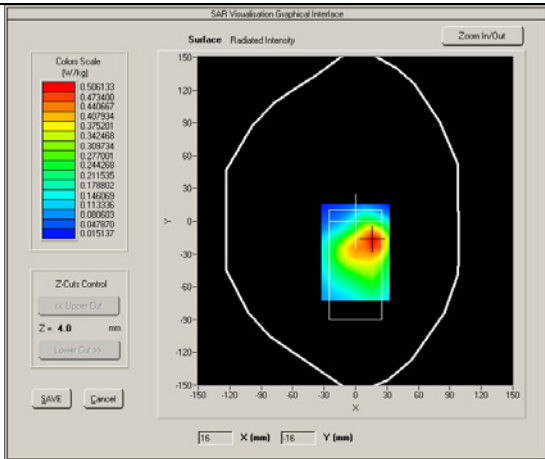 SAR Visualisation Graphical Interface
Surface Radiated Intensity
Zoom In/Out
Colors Scale
(W/kg)
0.506133
0.473400
0.440667
0.407934
0.375201
0.342468
0.309734
0.277001
0.244268
0.211535
0.178802
0.146069
0.113336
0.080603
0.047870
0.015137
Z-Cuts Control
<< Upper Cut
Z = 4.0 mm
Lower Cut >>
SAVE
Cancel
150
120
90
60
30
0
-30
-60
-90
-120
-150
Y
-150 -120 -90 -60 -30 0 30 60 90 120 150
X
16 X (mm) -16 Y (mm)